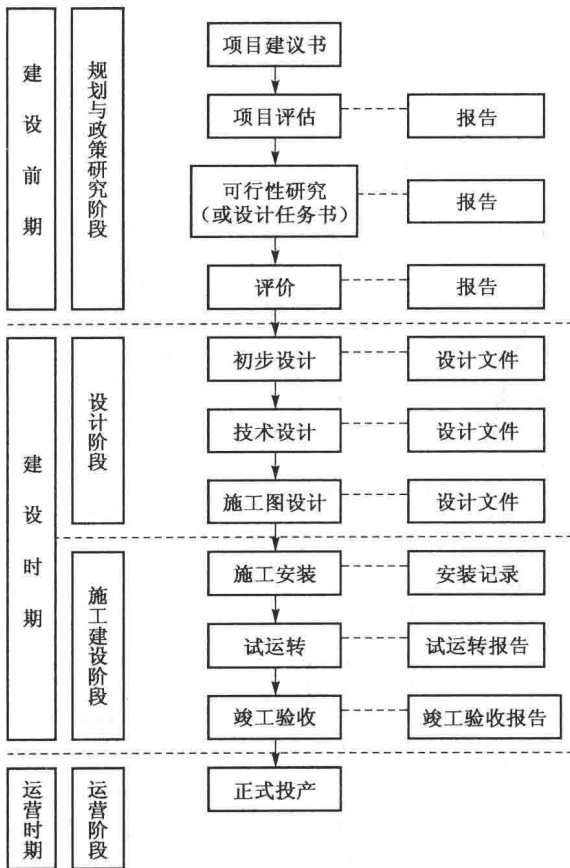 建设前期
规划与政策研究阶段
项目建议书
项目评估
报告
可行性研究
（或设计任务书）
报告
评价
报告
建设时期
设计阶段
初步设计
设计文件
技术设计
设计文件
施工图设计
设计文件
施工建设阶段
施工安装
安装记录
试运转
试运转报告
竣工验收
竣工验收报告
运营时期
运营阶段
正式投产